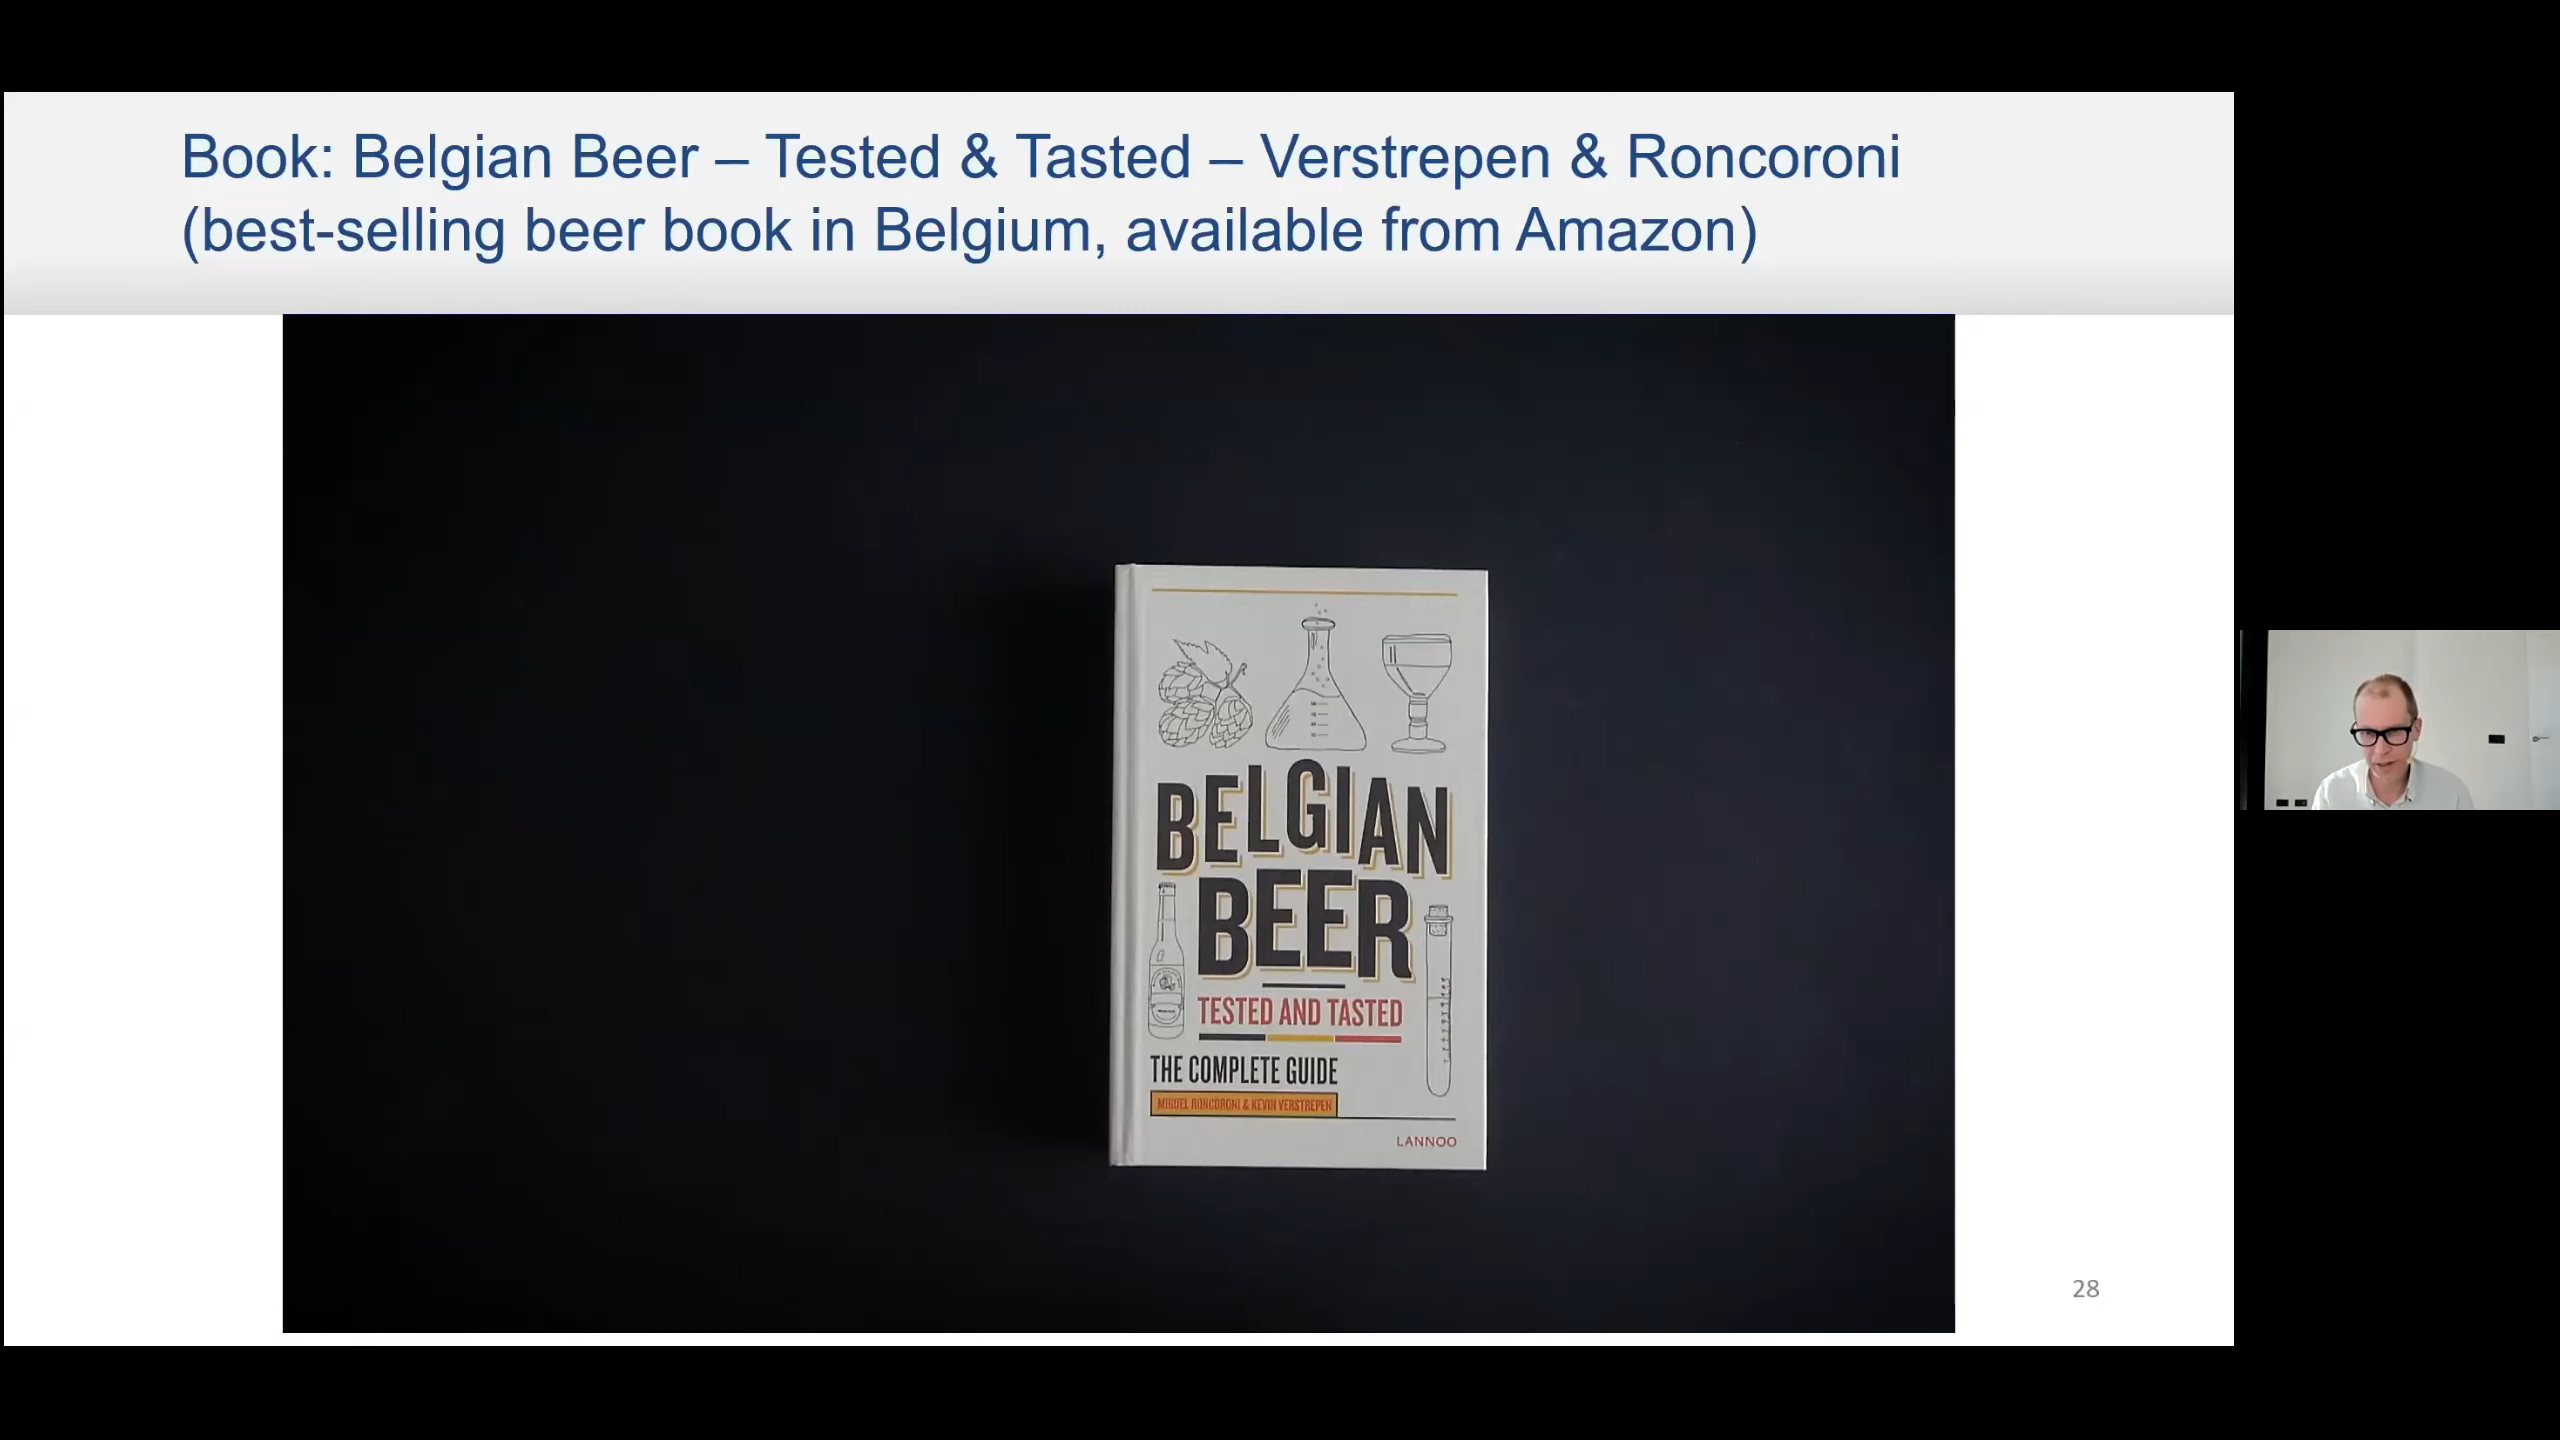 Book: Belgian Beer – Tested & Tasted – Verstrepen & Roncoroni
(best-selling beer book in Belgium, available from Amazon)
BELGIAN
BEER
TESTED AND TASTED
THE COMPLETE GUIDE
MIGUEL RONCORONI & KEVIN VERSTREPEN
LANNOO
28